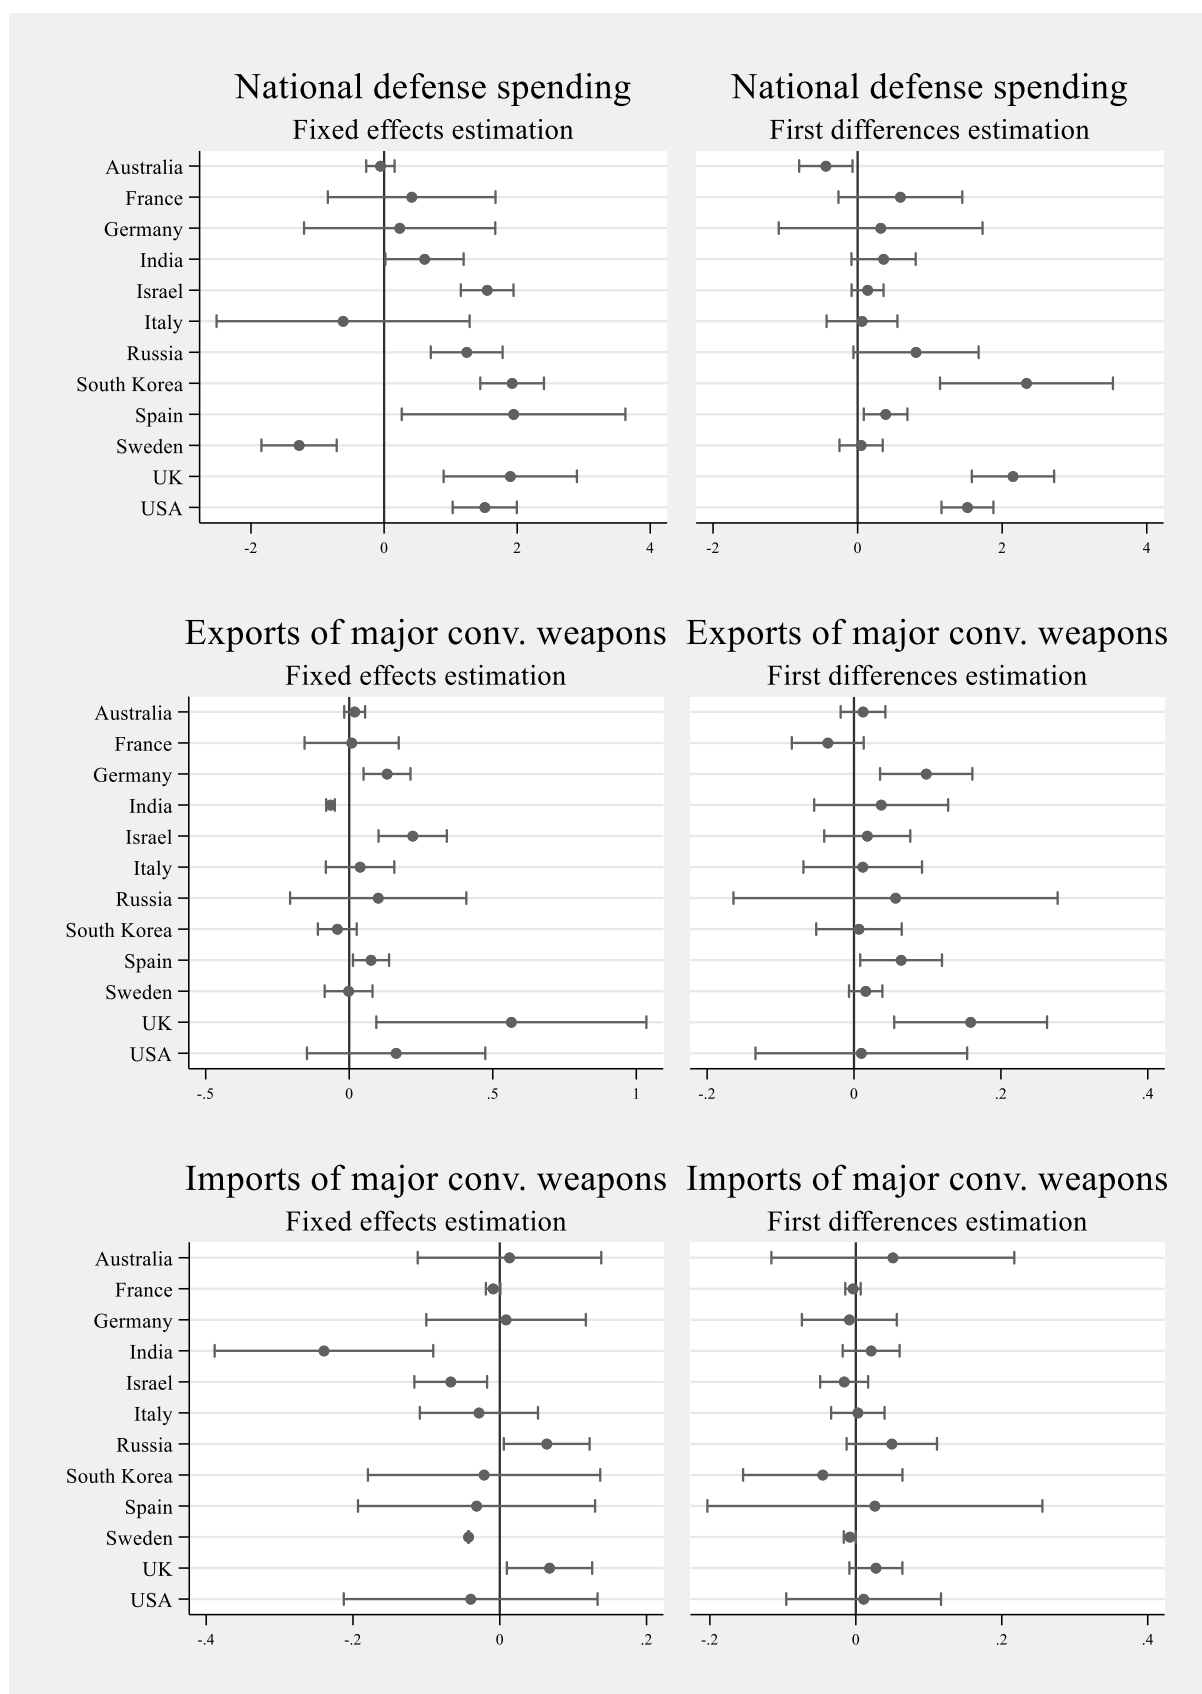 National defense spending
Fixed effects estimation
Australia
France
Germany
India
Israel
Italy
Russia
South Korea
Spain
Sweden
UK
USA
-2 0 2 4
National defense spending
First differences estimation
-2 0 2 4
Exports of major conv. weapons
Fixed effects estimation
Australia
France
Germany
India
Israel
Italy
Russia
South Korea
Spain
Sweden
UK
USA
-.5 0 .5 1
Exports of major conv. weapons
First differences estimation
-.2 0 .2 .4
Imports of major conv. weapons
Fixed effects estimation
Australia
France
Germany
India
Israel
Italy
Russia
South Korea
Spain
Sweden
UK
USA
-.4 -.2 0 .2
Imports of major conv. weapons
First differences estimation
-.2 0 .2 .4